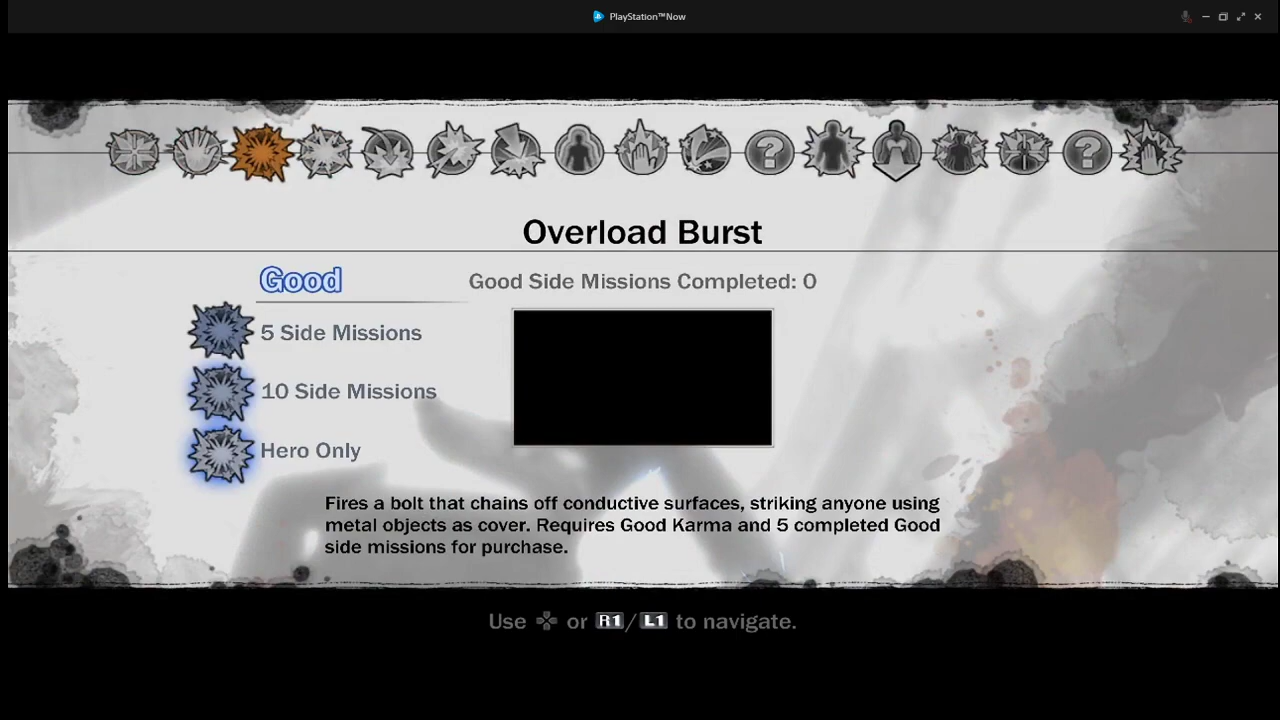 PlayStation™Now
? ?
Overload Burst
Good
Good Side Missions Completed: 0
5 Side Missions
10 Side Missions
Hero Only
Fires a bolt that chains off conductive surfaces, striking anyone using
metal objects as cover. Requires Good Karma and 5 completed Good
side missions for purchase.
Use or R1/L1 to navigate.